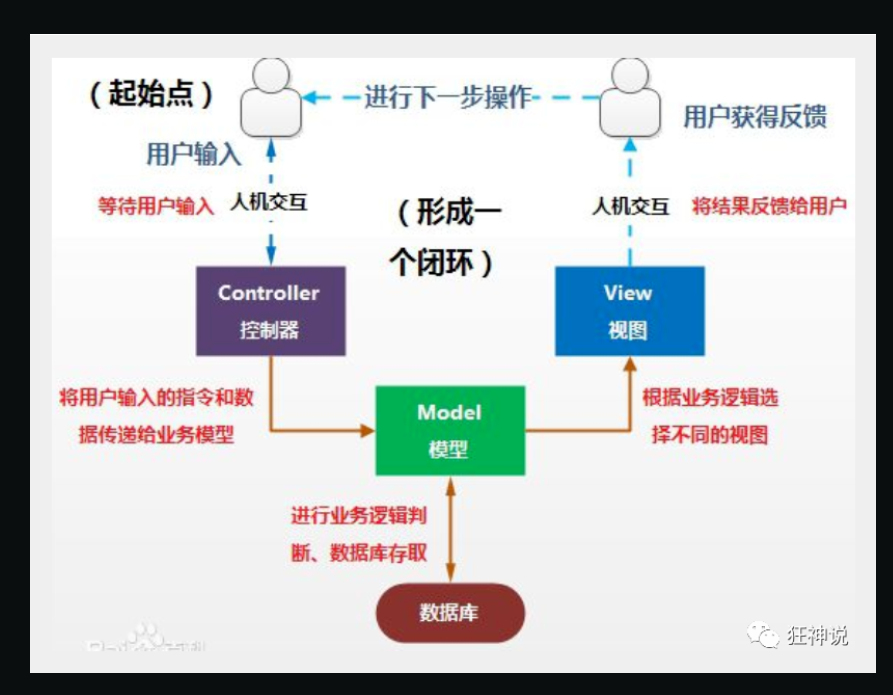 （起始点）
进行下一步操作
用户获得反馈
用户输入
等待用户输入
人机交互
（形成一
个闭环）
人机交互
将结果反馈给用户
Controller
控制器
View
视图
将用户输入的指令和数
据传递给业务模型
Model
模型
根据业务逻辑选
择不同的视图
进行业务逻辑判
断、数据库存取
数据库
狂神说